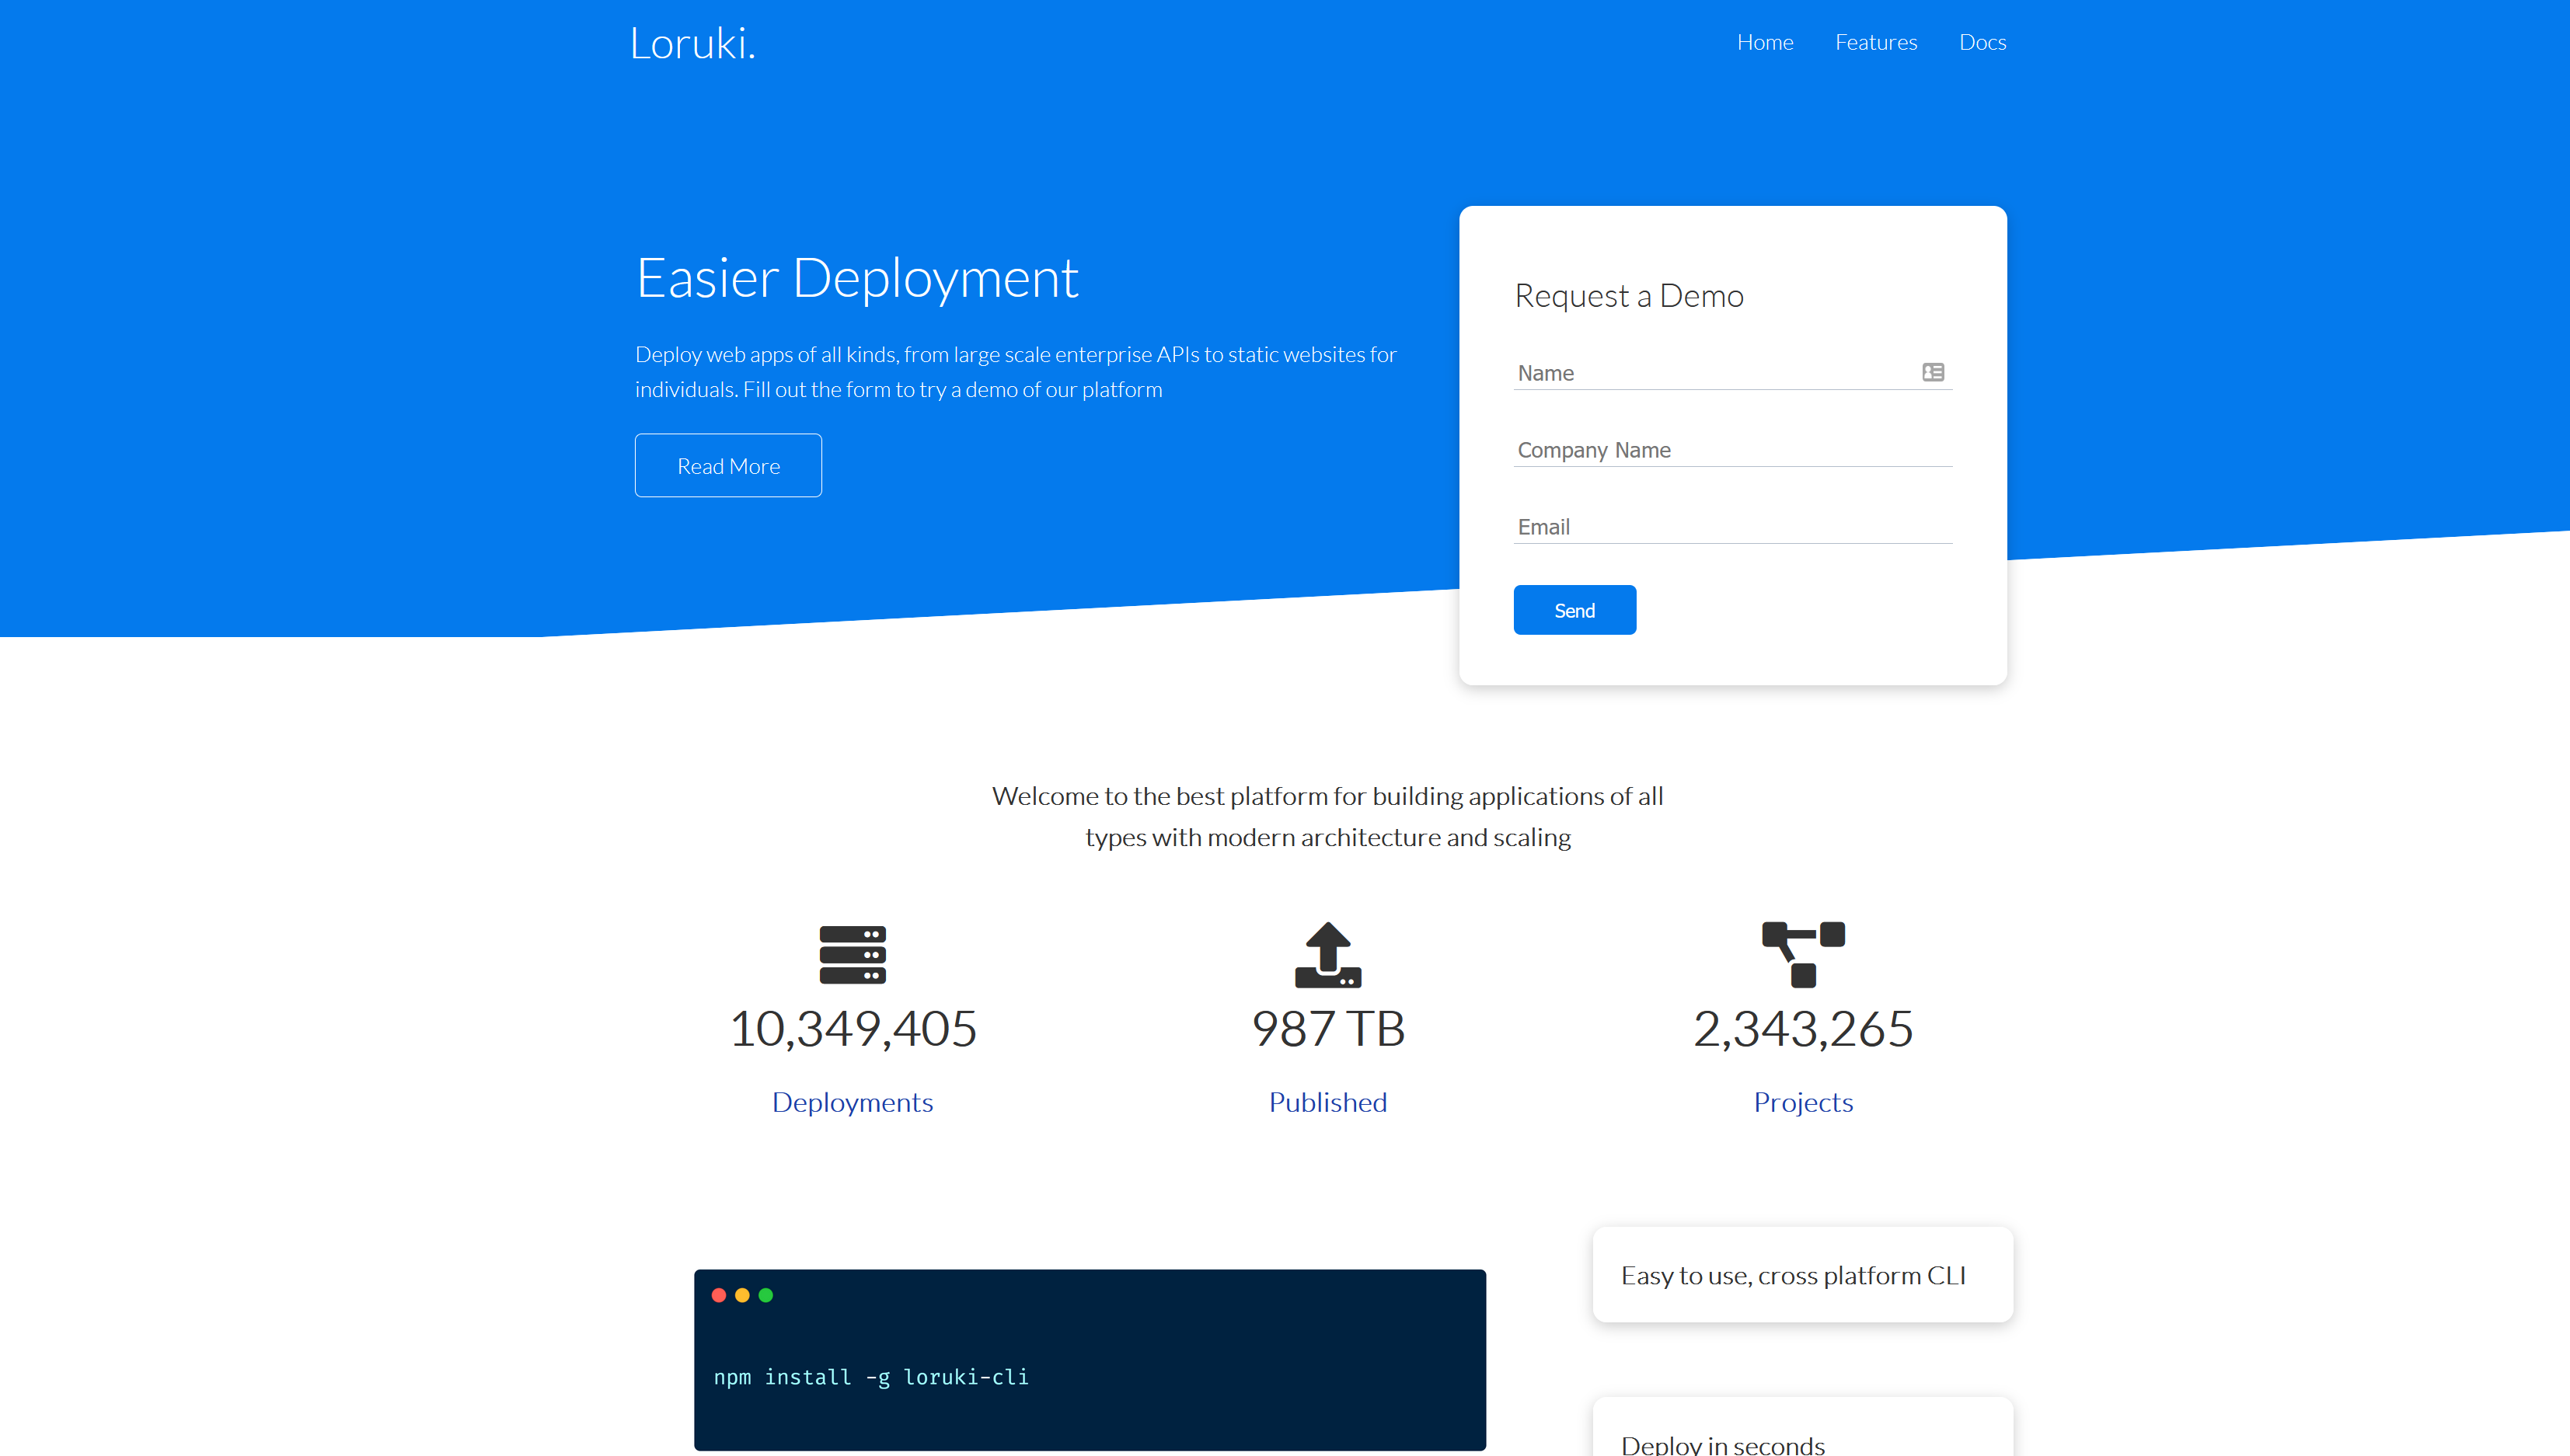 Loruki.
Home
Features
Docs
Easier Deployment
Deploy web apps of all kinds, from large scale enterprise APIs to static websites for
individuals. Fill out the form to try a demo of our platform
Read More
Request a Demo
Name
Company Name
Email
Send
Welcome to the best platform for building applications of all
types with modern architecture and scaling
10,349,405
Deployments
987 TB
Published
2,343,265
Projects
npm install -g loruki-cli
Easy to use, cross platform CLI
Deploy in seconds